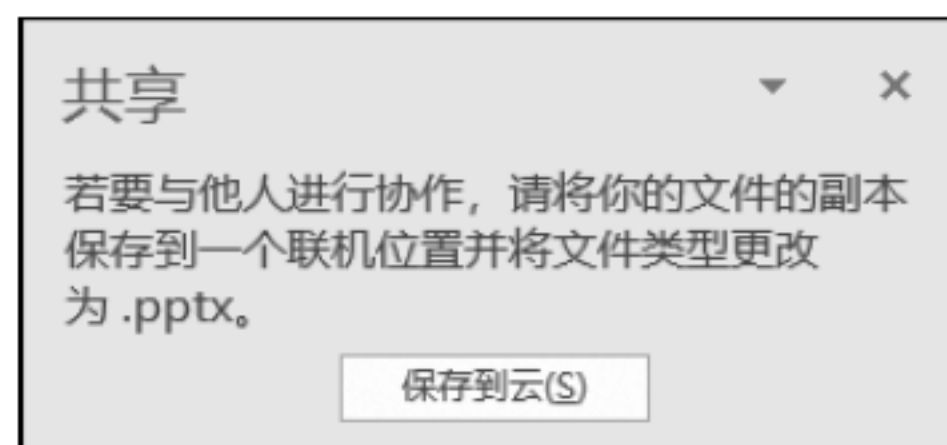 共享
若要与他人进行协作，请将你的文件的副本
保存到一个联机位置并将文件类型更改
为 .pptx。
保存到云(S)